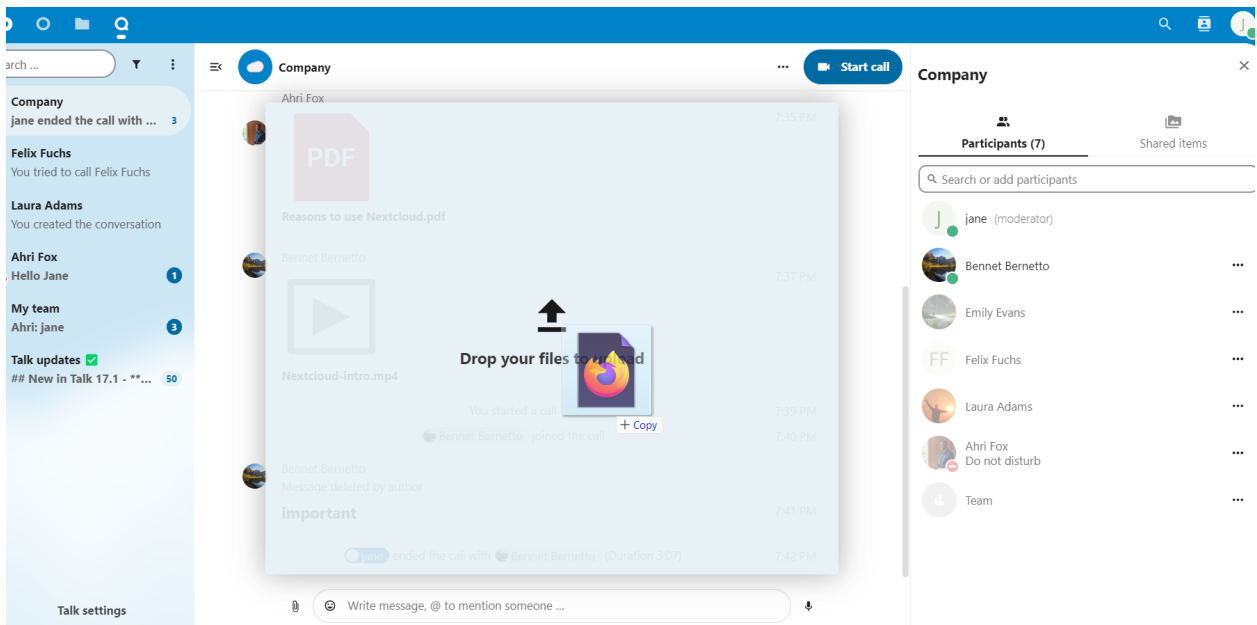 arch ...
Company
jane ended the call with ... 3
Felix Fuchs
You tried to call Felix Fuchs
Laura Adams
You created the conversation
Ahri Fox
Hello Jane 1
My team
Ahri: jane 3
Talk updates ✅
## New in Talk 17.1 - **... 50
Talk settings
Company
Start call
Ahri Fox
7:35 PM
PDF
Reasons to use Nextcloud.pdf
Bennet Bernetto
7:37 PM
Drop your files to upload
Nextcloud-intro.mp4
+ Copy
You started a call 7:39 PM
Bennet Bernetto joined the call 7:40 PM
Bennet Bernetto
Message deleted by author
important 7:41 PM
jane ended the call with Bennet Bernetto (Duration 3:07) 7:42 PM
Write message, @ to mention someone ...
J
Company
Participants (7)
Shared items
Search or add participants
J jane (moderator)
Bennet Bernetto
Emily Evans
FF Felix Fuchs
Laura Adams
Ahri Fox
Do not disturb
Team